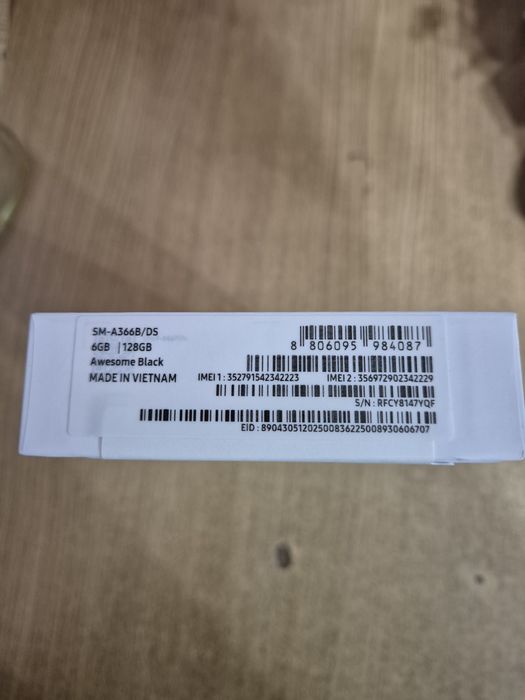 SM-A366B/DS
6GB | 128GB
Awesome Black
MADE IN VIETNAM
8 806095 984087
IMEI 1 : 352791542342223 IMEI 2 : 356972902342229
S/N : RFCY8147YQF
EID : 89043051202500836225008930606707